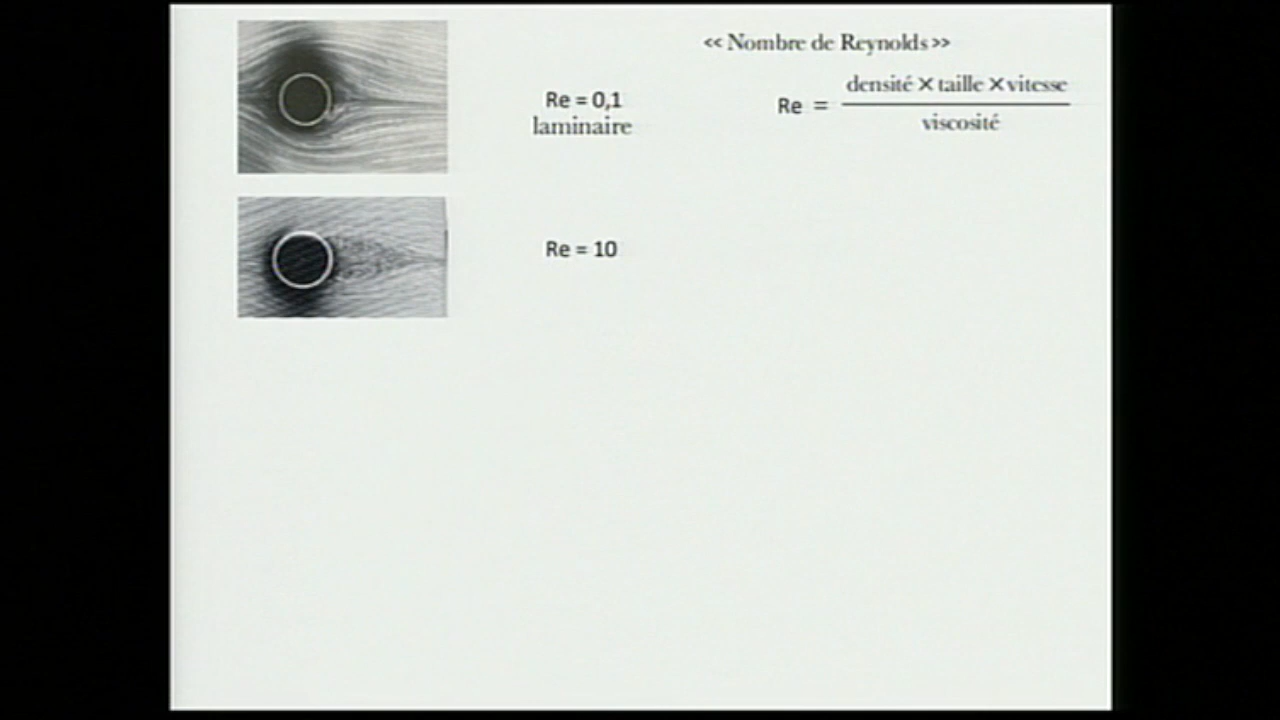 << Nombre de Reynolds >>
Re = 0,1
laminaire
Re = densité × taille × vitesse
viscosité
Re = 10